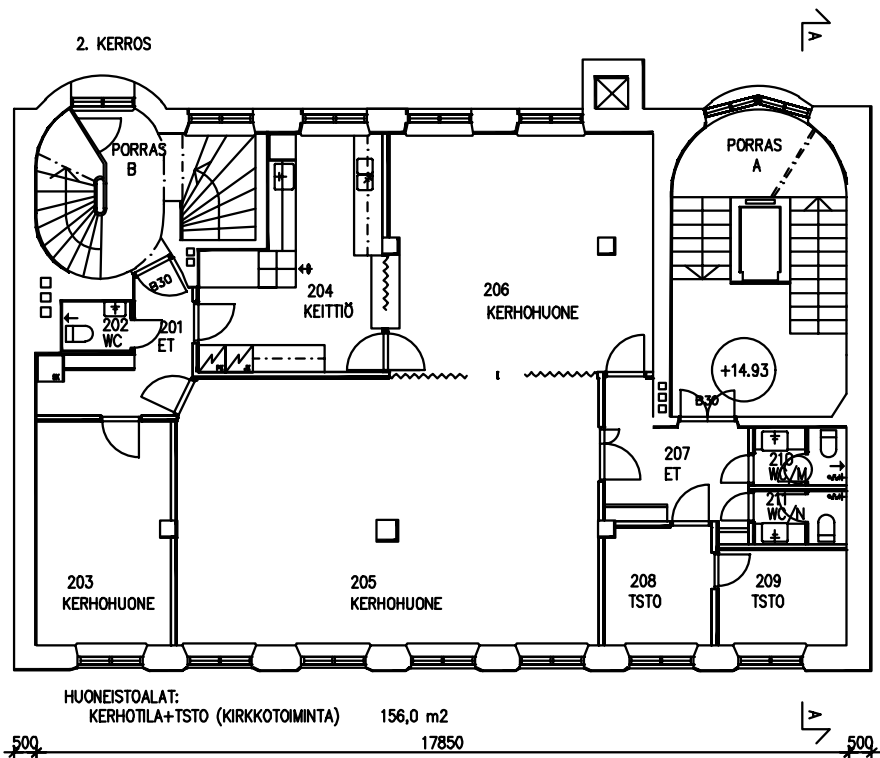 2. KERROS
A
PORRAS
B
PORRAS
A
B30
204
KEITTIÖ
206
KERHOHUONE
202
WC
201
ET
+14.93
B30
207
ET
210
WC/M
211
WC/N
203
KERHOHUONE
205
KERHOHUONE
208
TSTO
209
TSTO
HUONEISTOALAT:
KERHOTILA+TSTO (KIRKKOTOIMINTA) 156,0 m2
A
500
17850
500